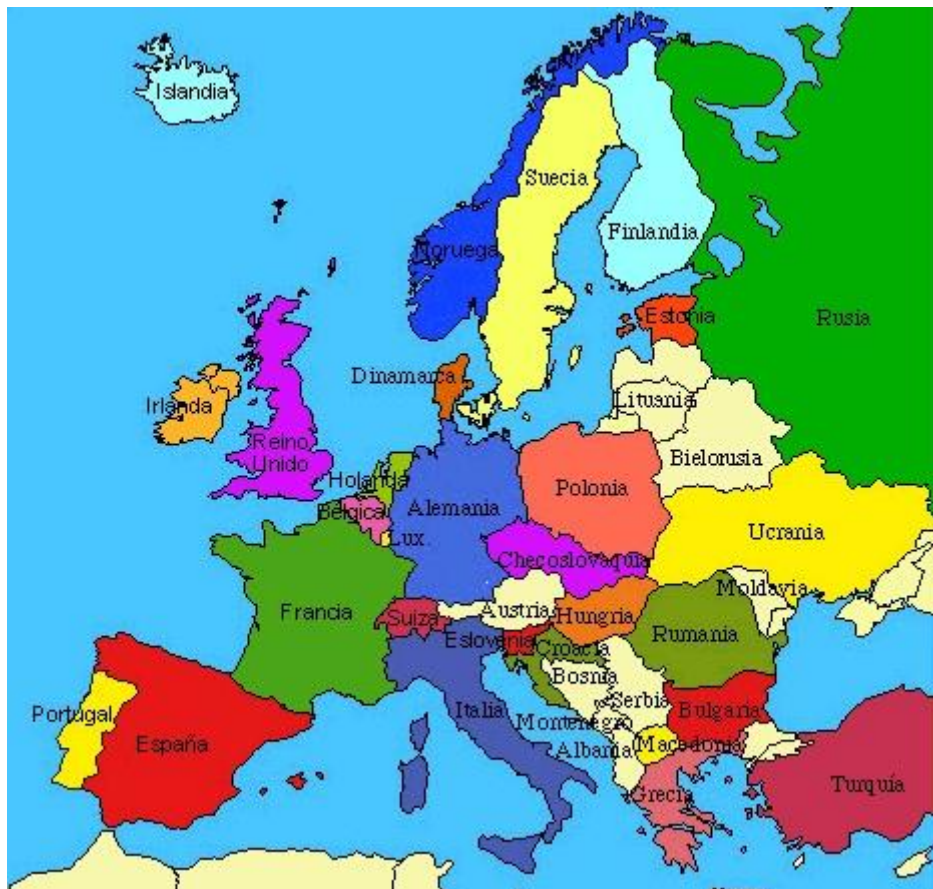 Islandia
Suecia
Noruega
Finlandia
Estonia
Rusia
Dinamarca
Lituania
Irlanda
Reino
Unido
Bielorusia
Holanda
Polonia
Belgica
Alemania
Ucrania
Lux.
Checoslovaquia
Moldavia
Francia
Suiza
Austria
Hungria
Rumania
Eslovenia
Croacia
Bosnia
Serbia
Portugal
Italia
Montenegro
Bulgaria
España
Albania
Macedonia
Turquía
Grecia